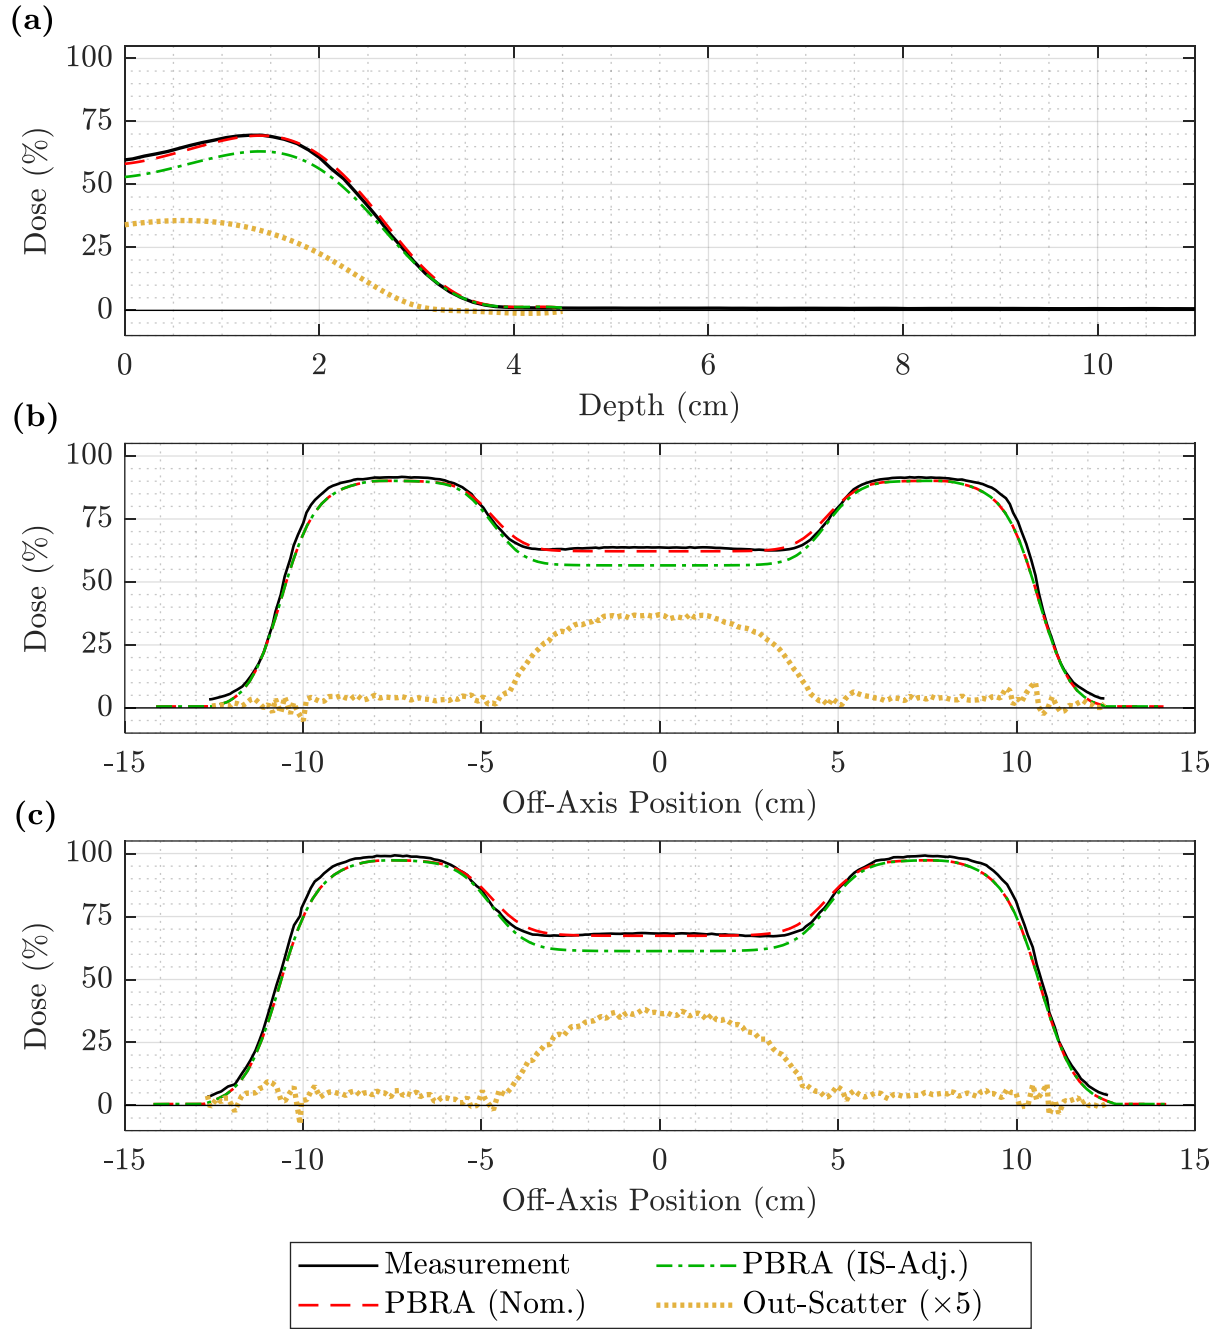 (a)
100
75
50
25
0
Dose (%)
0 2 4 6 8 10
Depth (cm)
(b)
100
75
50
25
0
Dose (%)
-15 -10 -5 0 5 10 15
Off-Axis Position (cm)
(c)
100
75
50
25
0
Dose (%)
-15 -10 -5 0 5 10 15
Off-Axis Position (cm)
Measurement PBRA (IS-Adj.)
PBRA (Nom.) Out-Scatter (×5)